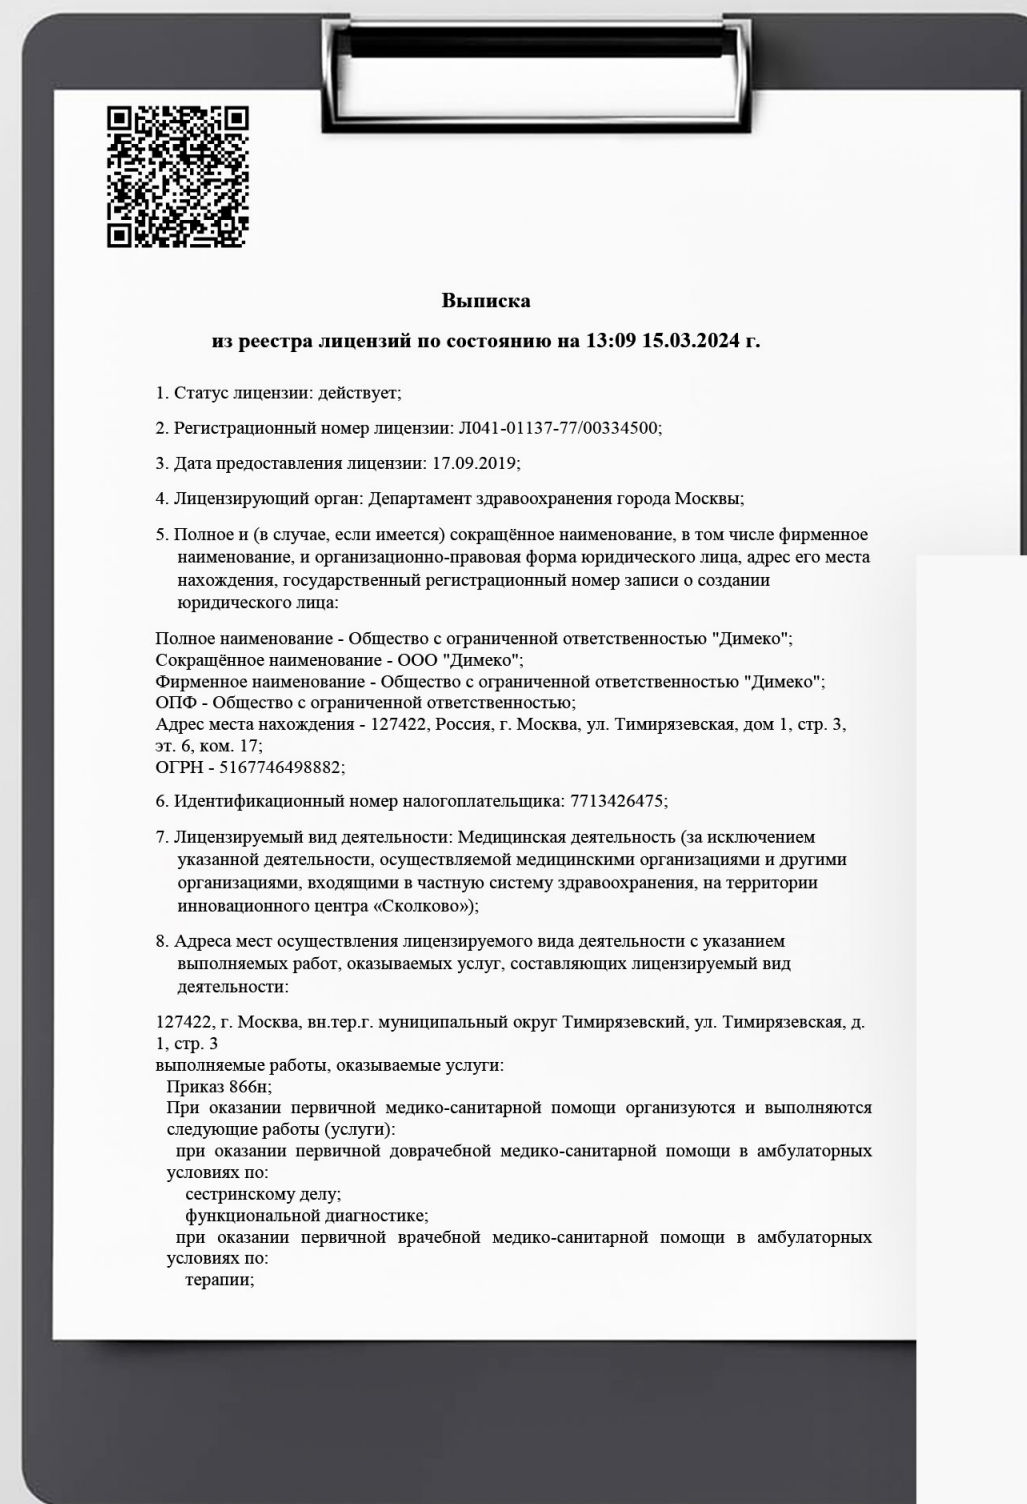 Выписка
из реестра лицензий по состоянию на 13:09 15.03.2024 г.
1. Статус лицензии: действует;
2. Регистрационный номер лицензии: Л041-01137-77/00334500;
3. Дата предоставления лицензии: 17.09.2019;
4. Лицензирующий орган: Департамент здравоохранения города Москвы;
5. Полное и (в случае, если имеется) сокращённое наименование, в том числе фирменное
наименование, и организационно-правовая форма юридического лица, адрес его места
нахождения, государственный регистрационный номер записи о создании
юридического лица:
Полное наименование - Общество с ограниченной ответственностью "Димеко";
Сокращённое наименование - ООО "Димеко";
Фирменное наименование - Общество с ограниченной ответственностью "Димеко";
ОПФ - Общество с ограниченной ответственностью;
Адрес места нахождения - 127422, Россия, г. Москва, ул. Тимирязевская, дом 1, стр. 3,
эт. 6, ком. 17;
ОГРН - 5167746498882;
6. Идентификационный номер налогоплательщика: 7713426475;
7. Лицензируемый вид деятельности: Медицинская деятельность (за исключением
указанной деятельности, осуществляемой медицинскими организациями и другими
организациями, входящими в частную систему здравоохранения, на территории
инновационного центра «Сколково»);
8. Адреса мест осуществления лицензируемого вида деятельности с указанием
выполняемых работ, оказываемых услуг, составляющих лицензируемый вид
деятельности:
127422, г. Москва, вн.тер.г. муниципальный округ Тимирязевский, ул. Тимирязевская, д.
1, стр. 3
выполняемые работы, оказываемые услуги:
Приказ 866н;
При оказании первичной медико-санитарной помощи организуются и выполняются
следующие работы (услуги):
при оказании первичной доврачебной медико-санитарной помощи в амбулаторных
условиях по:
сестринскому делу;
функциональной диагностике;
при оказании первичной врачебной медико-санитарной помощи в амбулаторных
условиях по:
терапии;